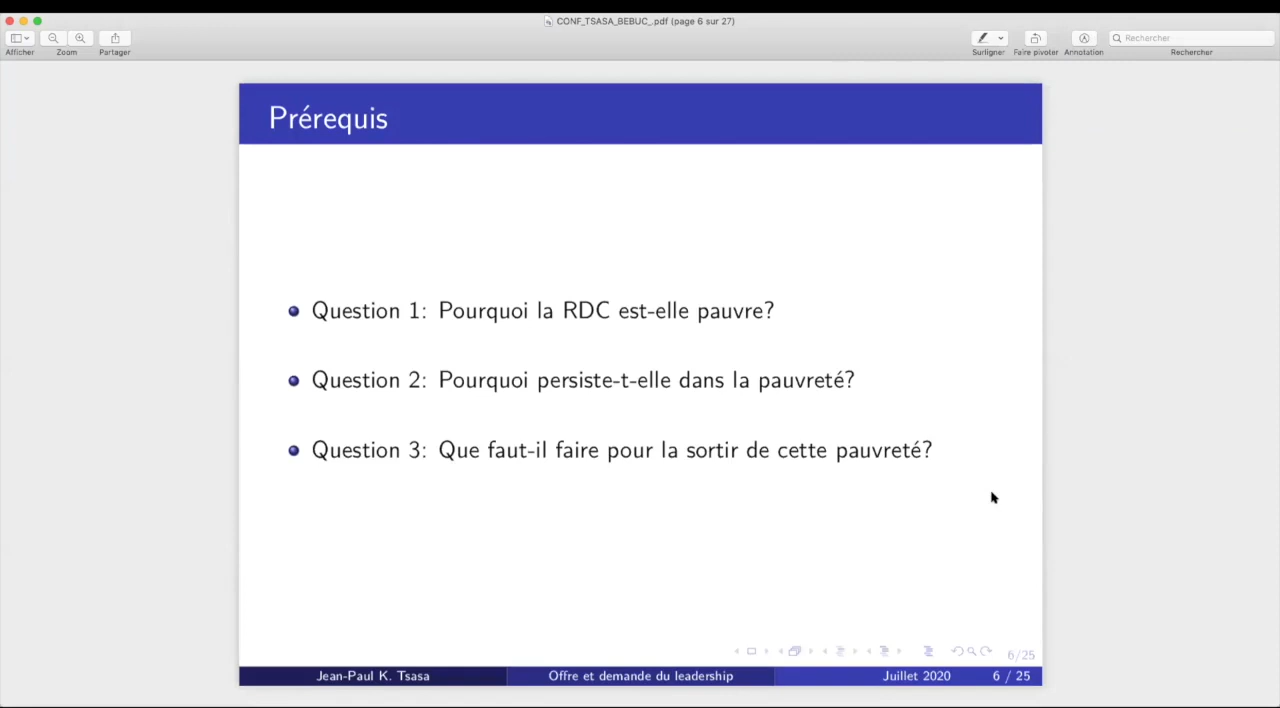 CONF_TSASA_BEBUC_.pdf (page 6 sur 27)
Afficher Zoom Partager Surligner Faire pivoter Annotation Rechercher
Rechercher
Prérequis
Question 1: Pourquoi la RDC est-elle pauvre?
Question 2: Pourquoi persiste-t-elle dans la pauvreté?
Question 3: Que faut-il faire pour la sortir de cette pauvreté?
6/25
Jean-Paul K. Tsasa Offre et demande du leadership Juillet 2020 6 / 25